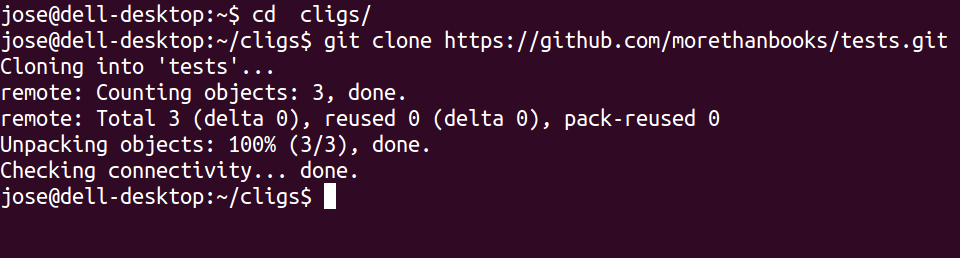 jose@dell-desktop:~$ cd  cligs/
jose@dell-desktop:~/cligs$ git clone https://github.com/morethanbooks/tests.git
Cloning into 'tests'...
remote: Counting objects: 3, done.
remote: Total 3 (delta 0), reused 0 (delta 0), pack-reused 0
Unpacking objects: 100% (3/3), done.
Checking connectivity... done.
jose@dell-desktop:~/cligs$